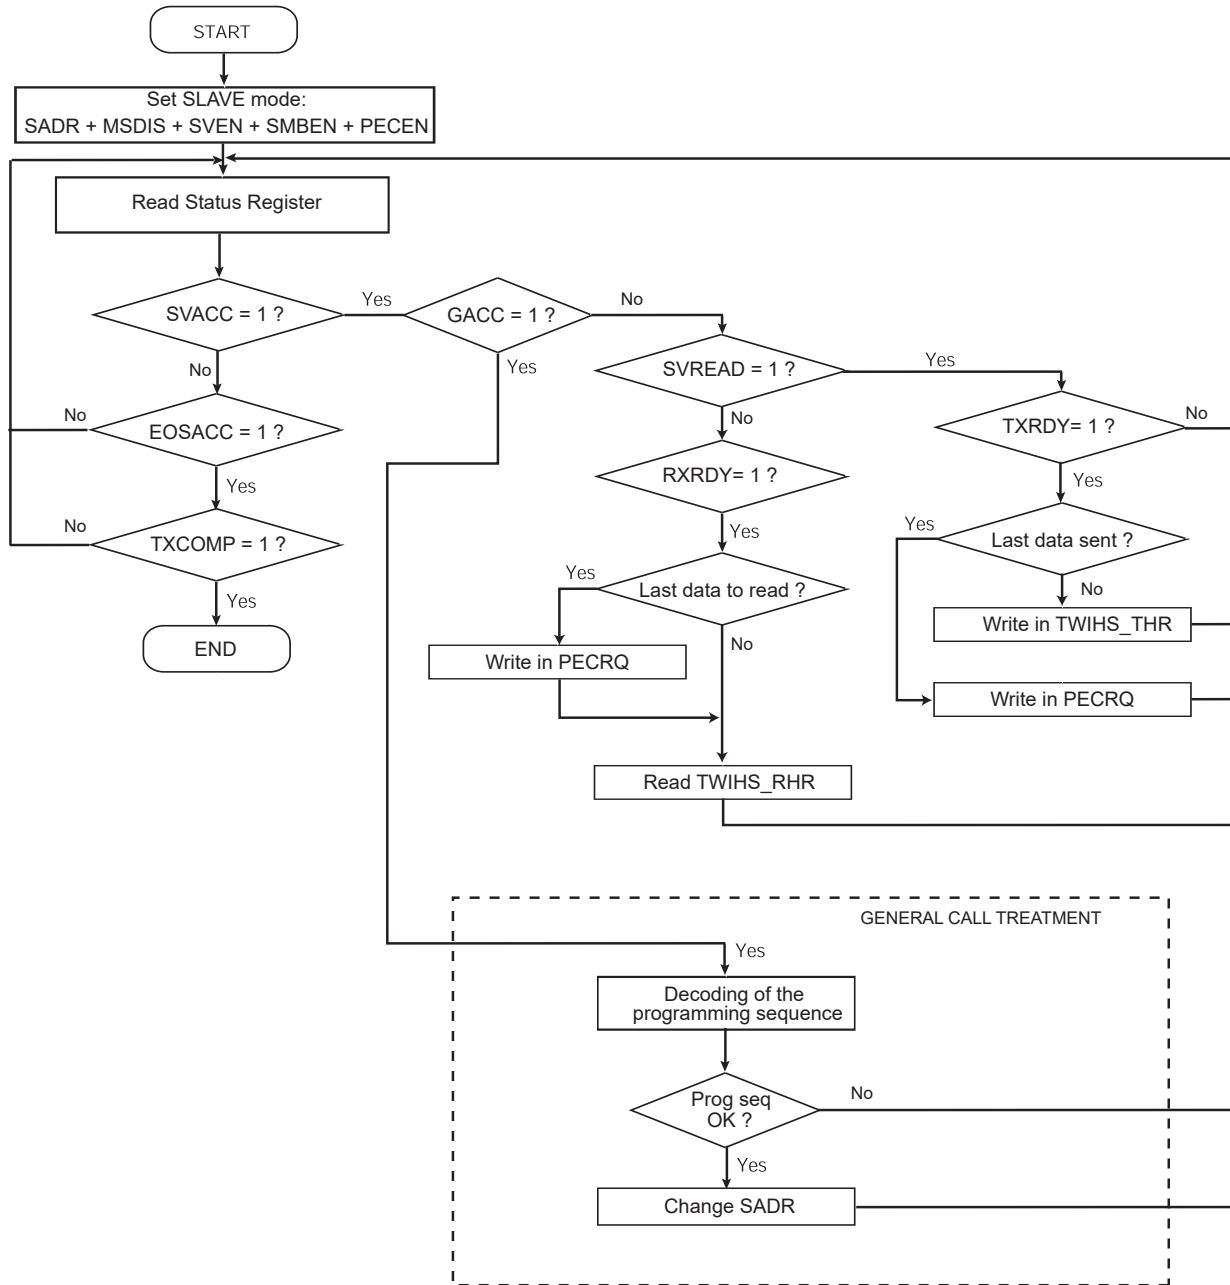 START
Set SLAVE mode:
SADR + MSDIS + SVEN + SMBEN + PECEN
Read Status Register
SVACC = 1 ?
Yes
GACC = 1 ?
No
SVREAD = 1 ?
Yes
No
Yes
No
EOSACC = 1 ?
No
TXRDY= 1 ?
No
RXRDY= 1 ?
Yes
Yes
No
TXCOMP = 1 ?
Yes
Yes
Last data sent ?
Yes
Last data to read ?
No
Yes
END
No
Write in TWIHS_THR
Write in PECRQ
Write in PECRQ
Read TWIHS_RHR
GENERAL CALL TREATMENT
Yes
Decoding of the
programming sequence
Prog seq
OK ?
No
Yes
Change SADR